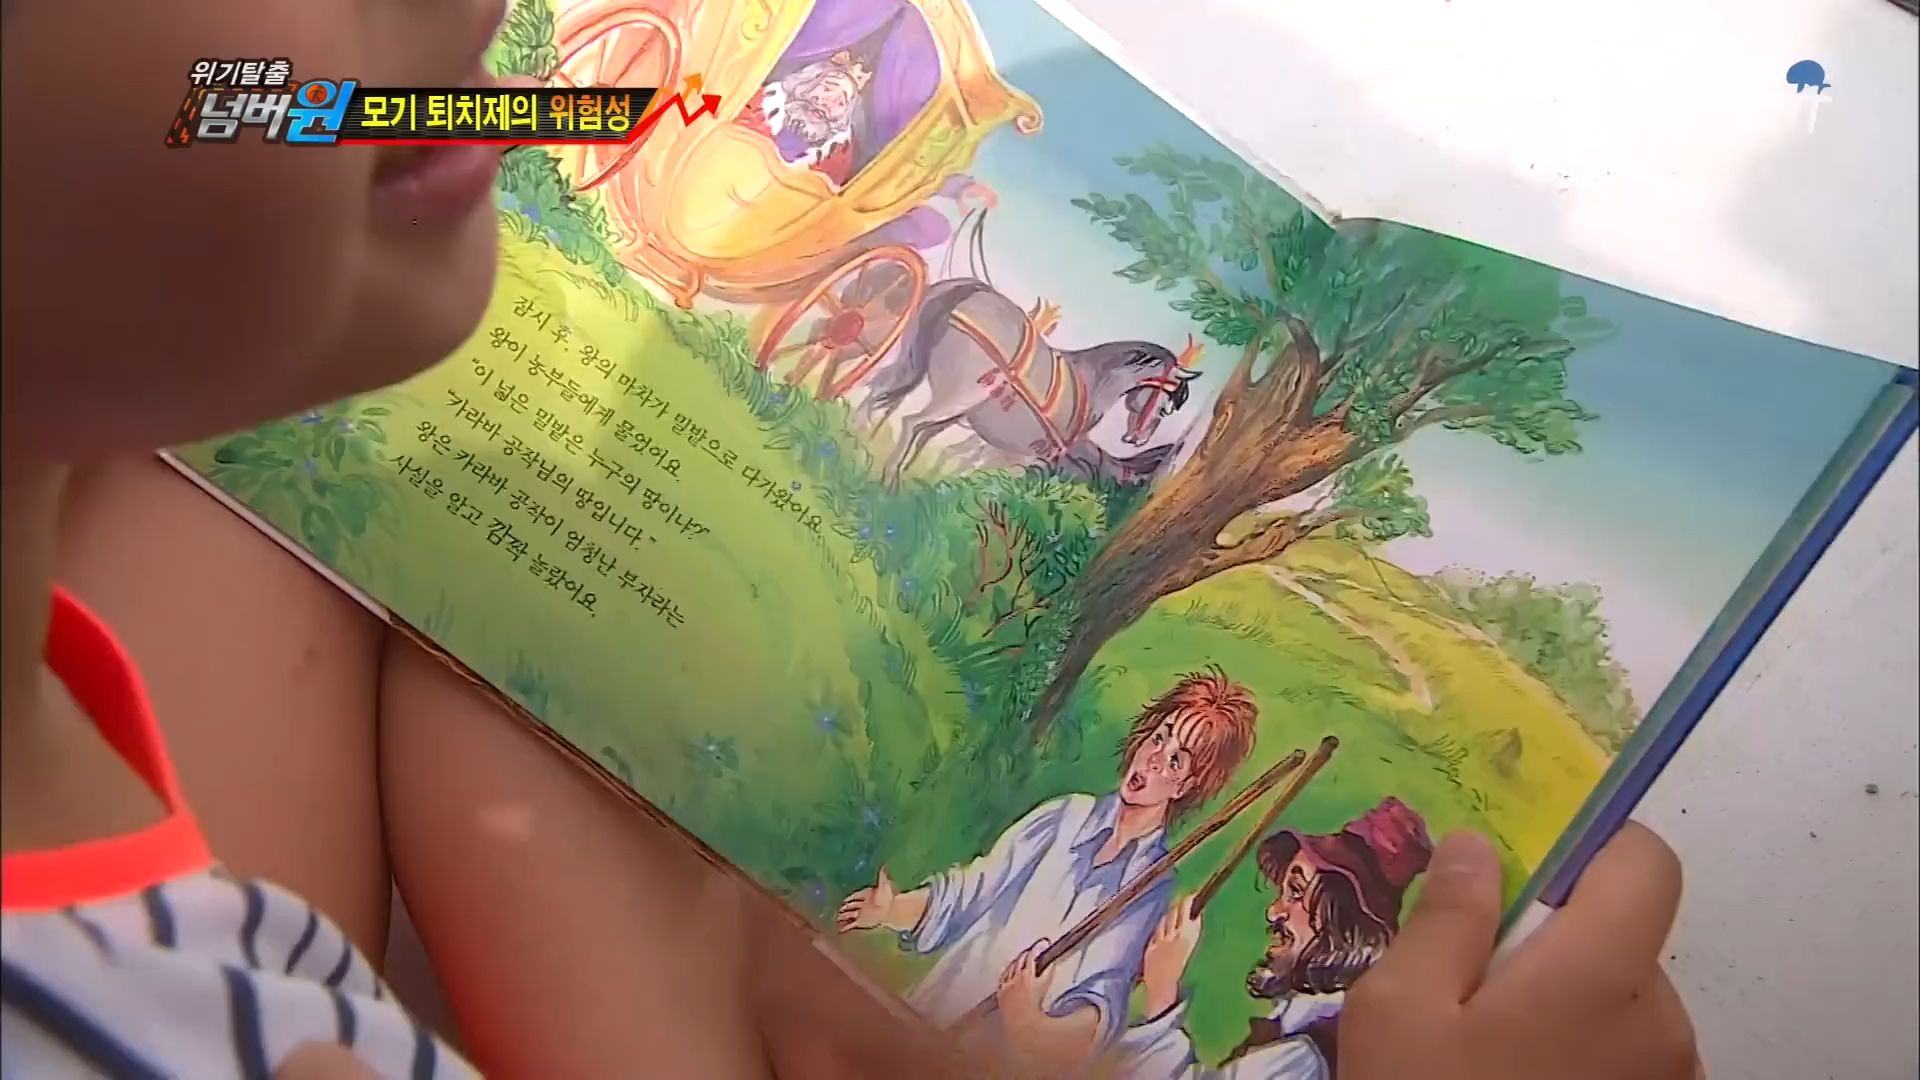 위기탈출
넘버원
모기 퇴치제의 위험성
잠시 후, 왕의 마차가 밀밭으로 다가왔어요.
왕이 농부들에게 물었어요.
"이 넓은 밀밭은 누구의 땅이냐?"
"카라바 공작님의 땅입니다."
왕은 카라바 공작이 엄청난 부자라는
사실을 알고 깜짝 놀랐어요.